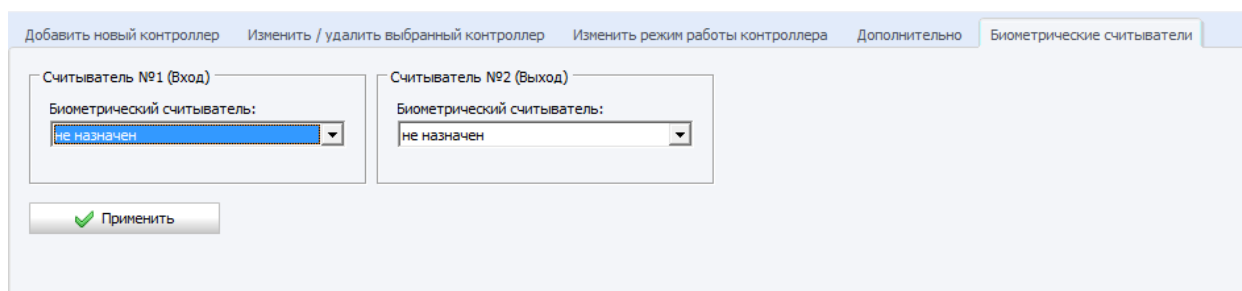 Добавить новый контроллер Изменить / удалить выбранный контроллер Изменить режим работы контроллера Дополнительно Биометрические считыватели
Считыватель №1 (Вход) Считыватель №2 (Выход)
Биометрический считыватель: Биометрический считыватель:
не назначен не назначен
Применить